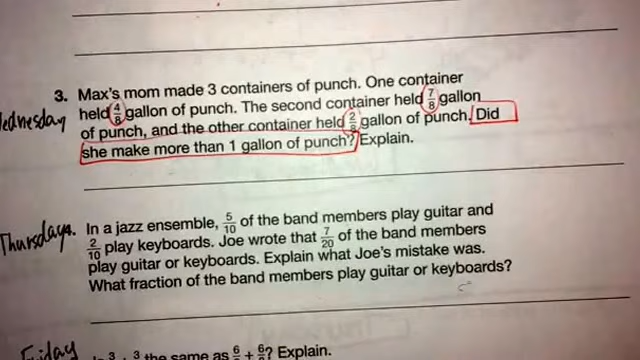 3. Max's mom made 3 containers of punch. One container
Wednesday held 4/8 gallon of punch. The second container held 7/8 gallon
of punch, and the other container held 2/8 gallon of punch. Did
she make more than 1 gallon of punch? Explain.
Thursday 4. In a jazz ensemble, 5/10 of the band members play guitar and
2/10 play keyboards. Joe wrote that 7/20 of the band members
play guitar or keyboards. Explain what Joe's mistake was.
What fraction of the band members play guitar or keyboards?
Friday the same as + ? Explain.